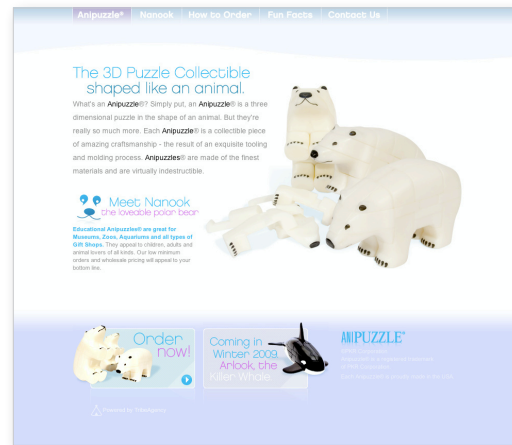 Anipuzzle® Nanook How to Order Fun Facts Contact Us
The 3D Puzzle Collectible
shaped like an animal.
What's an Anipuzzle®? Simply put, an Anipuzzle® is a three
dimensional puzzle in the shape of an animal. But they're
really so much more. Each Anipuzzle® is a collectible piece
of amazing craftsmanship - the result of an exquisite tooling
and molding process. Anipuzzles® are made of the finest
materials and are virtually indestructible.
Meet Nanook
the loveable polar bear
Educational Anipuzzles® are great for
Museums, Zoos, Aquariums and all types of
Gift Shops. They appeal to children, adults and
animal lovers of all kinds. Our low minimum
orders and wholesale pricing will appeal to your
bottom line.
Order
now!
Coming in
Winter 2009
Arlook, the
Killer Whale
ANIPUZZLE®
Powered by